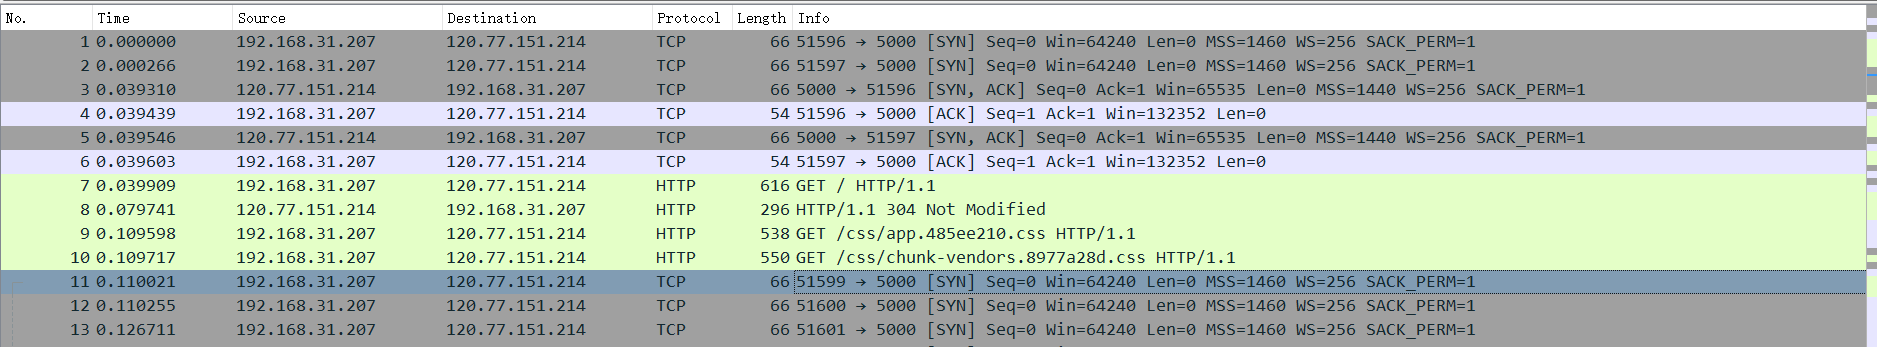 No. Time Source Destination Protocol Length Info
1 0.000000 192.168.31.207 120.77.151.214 TCP 66 51596 → 5000 [SYN] Seq=0 Win=64240 Len=0 MSS=1460 WS=256 SACK_PERM=1
2 0.000266 192.168.31.207 120.77.151.214 TCP 66 51597 → 5000 [SYN] Seq=0 Win=64240 Len=0 MSS=1460 WS=256 SACK_PERM=1
3 0.039310 120.77.151.214 192.168.31.207 TCP 66 5000 → 51596 [SYN, ACK] Seq=0 Ack=1 Win=65535 Len=0 MSS=1440 WS=256 SACK_PERM=1
4 0.039439 192.168.31.207 120.77.151.214 TCP 54 51596 → 5000 [ACK] Seq=1 Ack=1 Win=132352 Len=0
5 0.039546 120.77.151.214 192.168.31.207 TCP 66 5000 → 51597 [SYN, ACK] Seq=0 Ack=1 Win=65535 Len=0 MSS=1440 WS=256 SACK_PERM=1
6 0.039603 192.168.31.207 120.77.151.214 TCP 54 51597 → 5000 [ACK] Seq=1 Ack=1 Win=132352 Len=0
7 0.039909 192.168.31.207 120.77.151.214 HTTP 616 GET / HTTP/1.1
8 0.079741 120.77.151.214 192.168.31.207 HTTP 296 HTTP/1.1 304 Not Modified
9 0.109598 192.168.31.207 120.77.151.214 HTTP 538 GET /css/app.485ee210.css HTTP/1.1
10 0.109717 192.168.31.207 120.77.151.214 HTTP 550 GET /css/chunk-vendors.8977a28d.css HTTP/1.1
11 0.110021 192.168.31.207 120.77.151.214 TCP 66 51599 → 5000 [SYN] Seq=0 Win=64240 Len=0 MSS=1460 WS=256 SACK_PERM=1
12 0.110255 192.168.31.207 120.77.151.214 TCP 66 51600 → 5000 [SYN] Seq=0 Win=64240 Len=0 MSS=1460 WS=256 SACK_PERM=1
13 0.126711 192.168.31.207 120.77.151.214 TCP 66 51601 → 5000 [SYN] Seq=0 Win=64240 Len=0 MSS=1460 WS=256 SACK_PERM=1